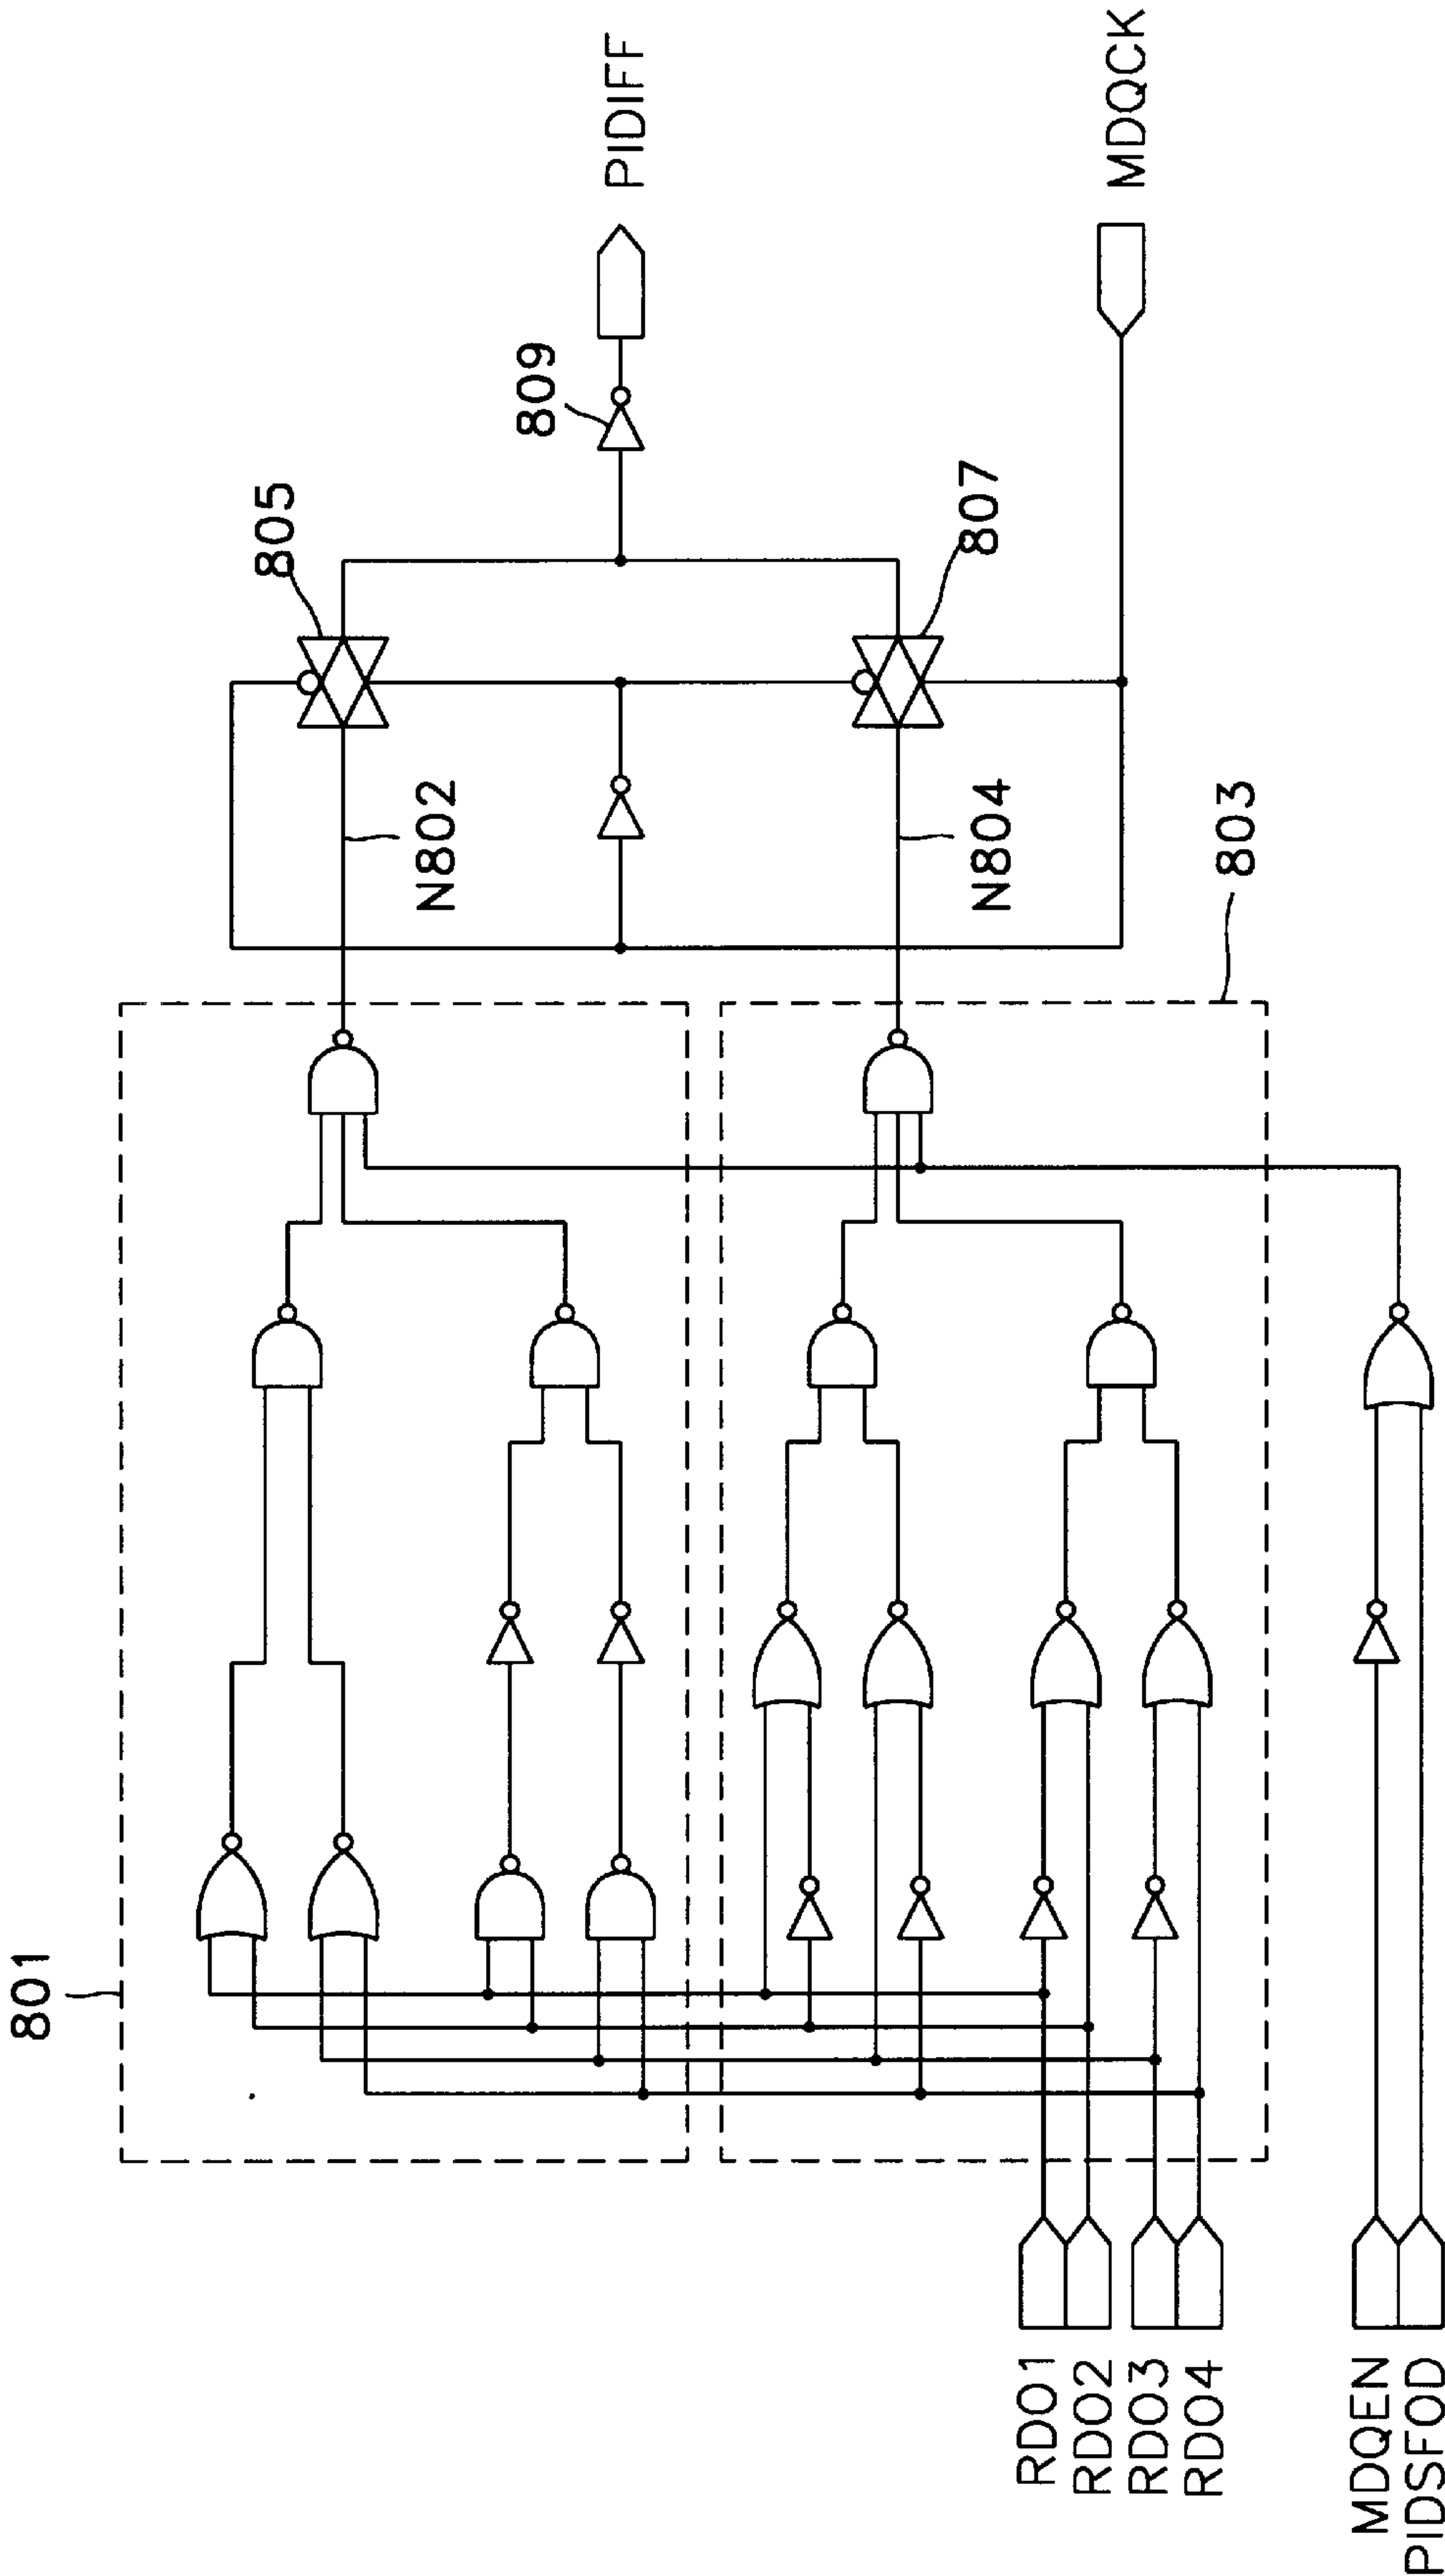 801
805
PIDIFF
809
N802
807
N804
803
MDQCK
RDO1
RDO2
RDO3
RDO4
MDQEN
PIDSFOD